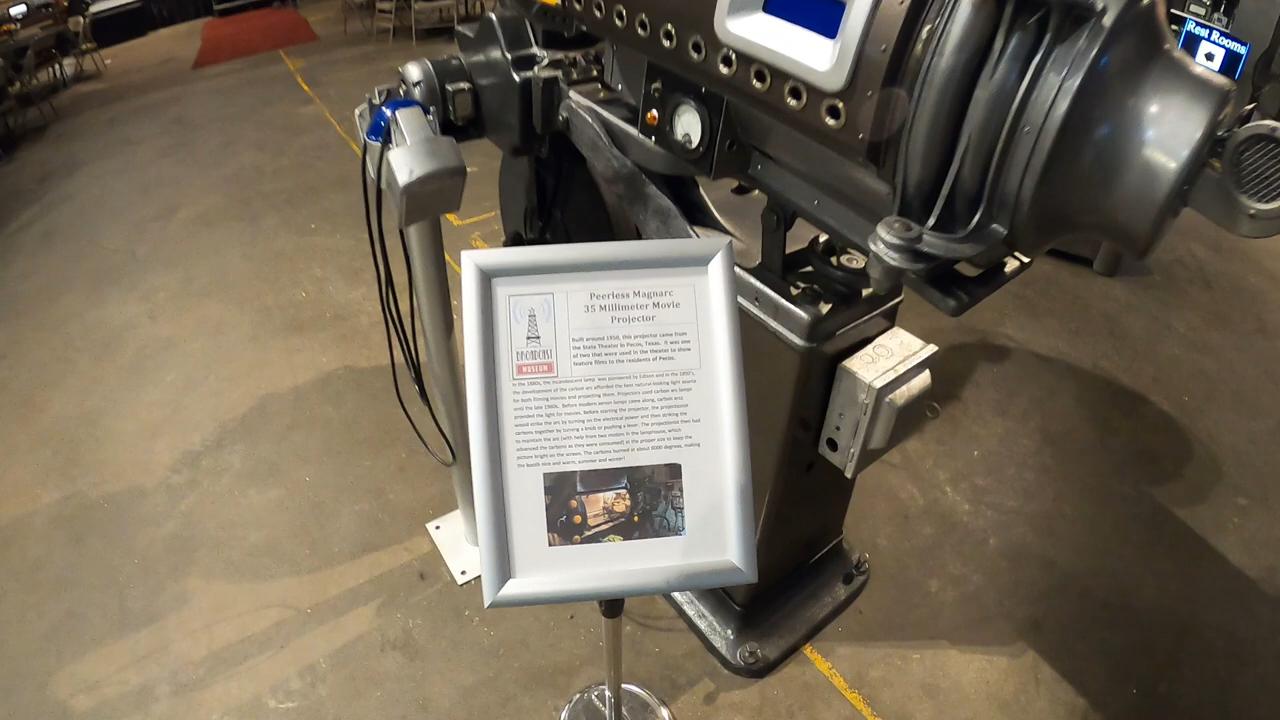 Rest Rooms
Peerless Magnarc
35 Millimeter Movie
Projector
Built around 1950, this projector came from
the State Theater in Pecos, Texas. It was one
of two that were used in the theater to show
feature films to the residents of Pecos.
BROADCAST
MUSEUM
In the 1880s, the incandescent lamp was pioneered by Edison and in the 1890's,
the development of the carbon arc afforded the best natural-looking light source
for both filming movies and projecting them. Projectors used carbon arc lamps
until the late 1960s. Before modern xenon lamps came along, carbon arcs
provided the light for movies. Before starting the projector, the projectionist
would strike the arc by turning on the electrical power and then striking the
carbons together by turning a knob or pushing a lever. The projectionist then had
to maintain the arc (with help from two motors in the lamphouse, which
advanced the carbons as they were consumed) at the proper size to keep the
picture bright on the screen. The carbons burned at about 6000 degrees, making
the booth nice and warm, summer and winter!